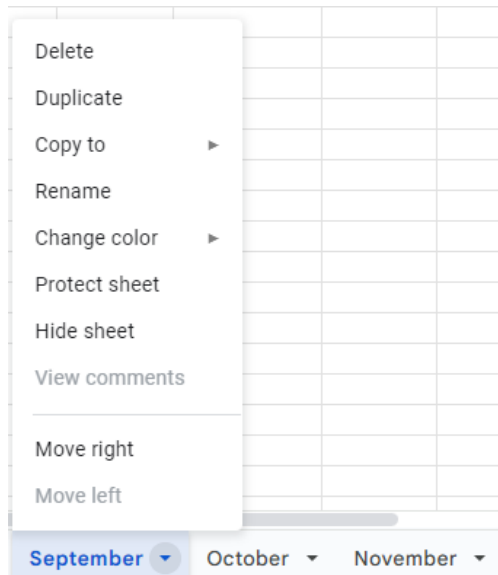 Delete
Duplicate
Copy to
Rename
Change color
Protect sheet
Hide sheet
View comments
Move right
Move left
September October November